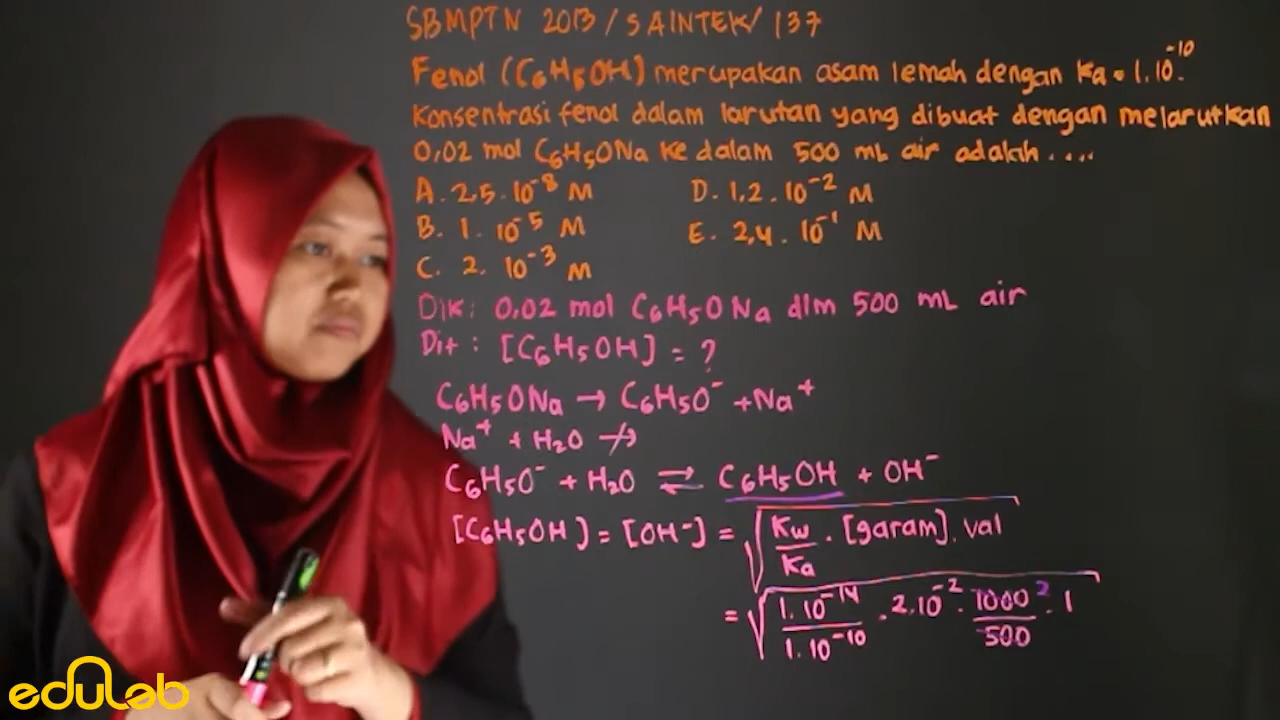 SBMPTN 2013/SAINTEK/137
Fenol (C6H5OH) merupakan asam lemah dengan Ka = 1.10^-10.
Konsentrasi fenol dalam larutan yang dibuat dengan melarutkan
0,02 mol C6H5ONa ke dalam 500 mL air adalah ....
A. 2,5 . 10^-8 M
D. 1,2 . 10^-2 M
B. 1 . 10^-5 M
E. 2,4 . 10^-1 M
C. 2 . 10^-3 M
Dik : 0,02 mol C6H5ONa dlm 500 mL air
Dit : [C6H5OH] = ?
C6H5ONa → C6H5O^- + Na^+
Na^+ + H2O ↛
C6H5O^- + H2O ⇌ C6H5OH + OH^-
[C6H5OH] = [OH^-] = √(Kw/Ka . [garam] . val)
= √(1.10^-14/1.10^-10 . 2.10^-2 . 1000/500 2 . 1)
edulab